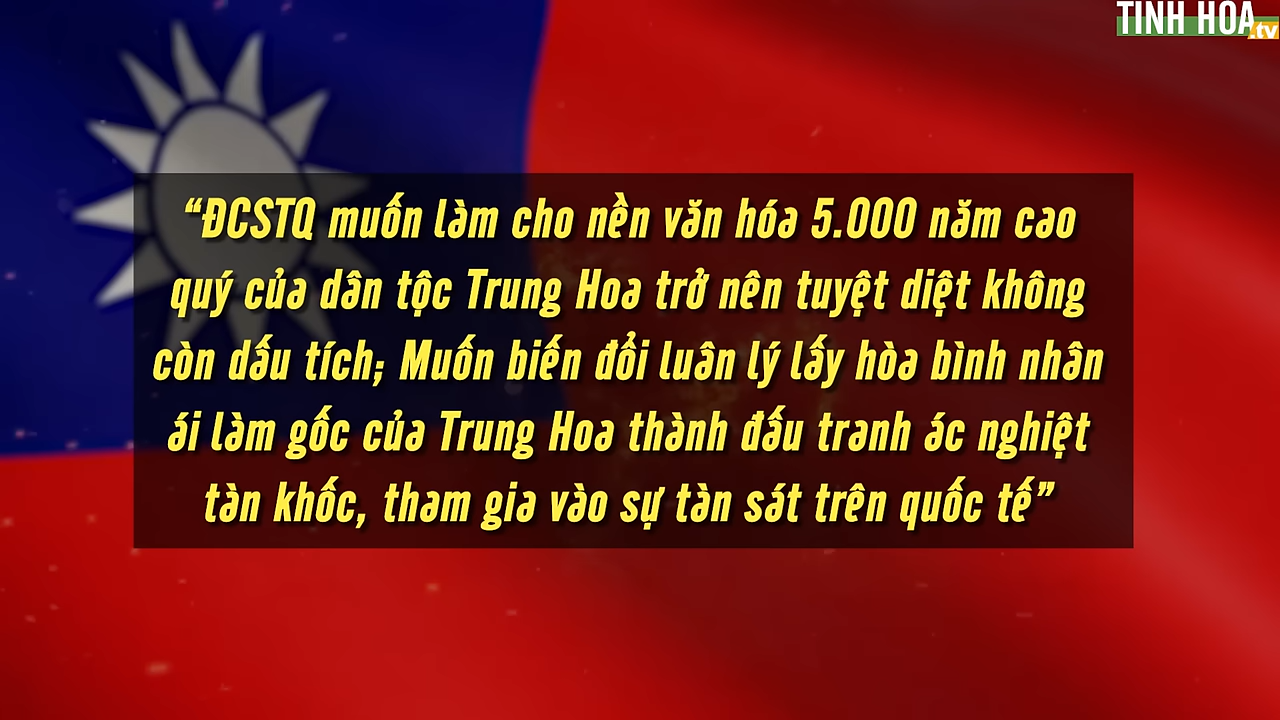 TINH HOA
.tv
“ĐCSTQ muốn làm cho nền văn hóa 5.000 năm cao
quý của dân tộc Trung Hoa trở nên tuyệt diệt không
còn dấu tích; Muốn biến đổi luân lý lấy hòa bình nhân
ái làm gốc của Trung Hoa thành đấu tranh ác nghiệt
tàn khốc, tham gia vào sự tàn sát trên quốc tế”